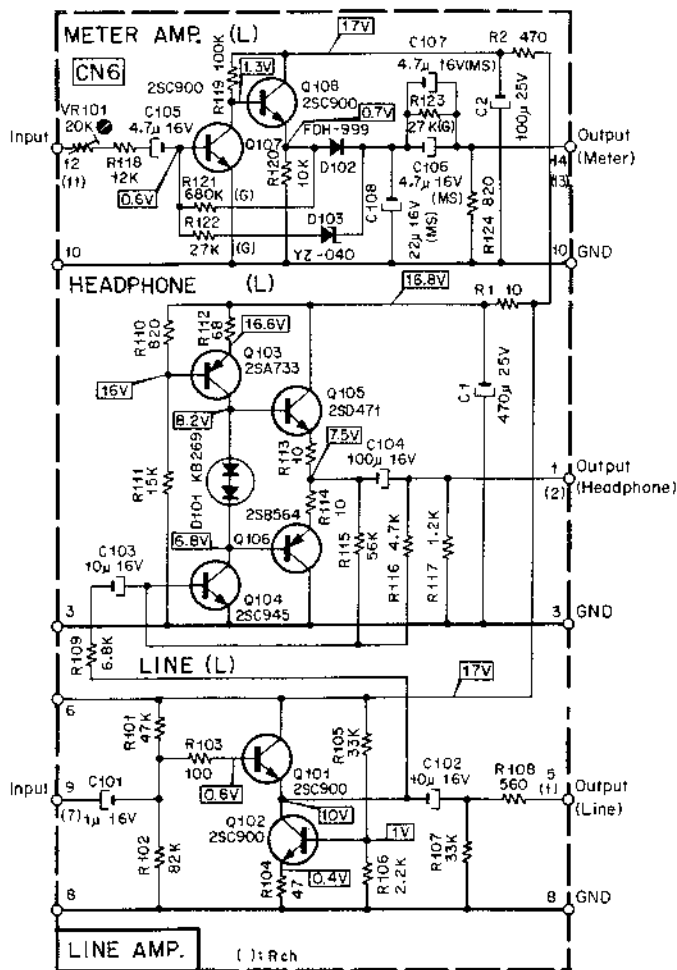 METER AMP. (L)
CN6
17V
R2 470
C107
4.7µ 16V(MS)
2SC900
R119 100K
1.3V
Q108
2SC900
C2
100µ 25V
VR101
20K
C105
4.7µ 16V
0.7V
R123
27K(G)
Input
FDH-999
Output
(Meter)
Q107
12
(11)
R118
12K
R120
10K
D102
C106
4.7µ 16V
(MS)
14
(13)
0.6V
R121
680K
(G)
R122
27K
(G)
D103
YZ-040
C108
22µ 16V
(MS)
R124 820
10
10 GND
HEADPHONE (L)
16.8V
R1 10
R110
820
R112
68
16.6V
Q103
2SA733
16V
Q105
2SD471
C1
470µ 25V
8.2V
R113
10
7.5V
C104
100µ 16V
R111
15K
D101 KB269
1
(2)
Output
(Headphone)
2SB564
R114
10
6.8V
Q106
R115
56K
R116 4.7K
R117 1.2K
C103
10µ 16V
Q104
2SC945
3
3 GND
R109
6.8K
LINE (L)
17V
6
R101
47K
R103
100
R105
33K
Q101
2SC900
C102
10µ 16V
R108
560
Input
9
(7)
C101
1µ 16V
5
(1)
Output
(Line)
Q102
2SC900
10V
1V
R102
82K
R104
47
0.4V
R106
2.2K
R107
33K
8
8 GND
LINE AMP.
( ):Rch